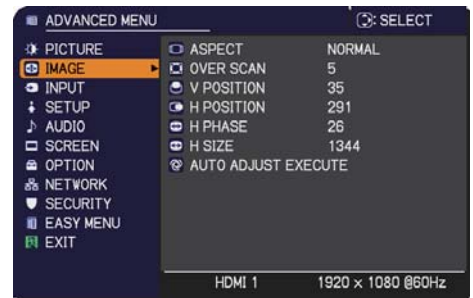 ADVANCED MENU : SELECT
PICTURE
IMAGE
INPUT
SETUP
AUDIO
SCREEN
OPTION
NETWORK
SECURITY
EASY MENU
EXIT
ASPECT NORMAL
OVER SCAN 5
V POSITION 35
H POSITION 291
H PHASE 26
H SIZE 1344
AUTO ADJUST EXECUTE
HDMI 1 1920 × 1080 @60Hz